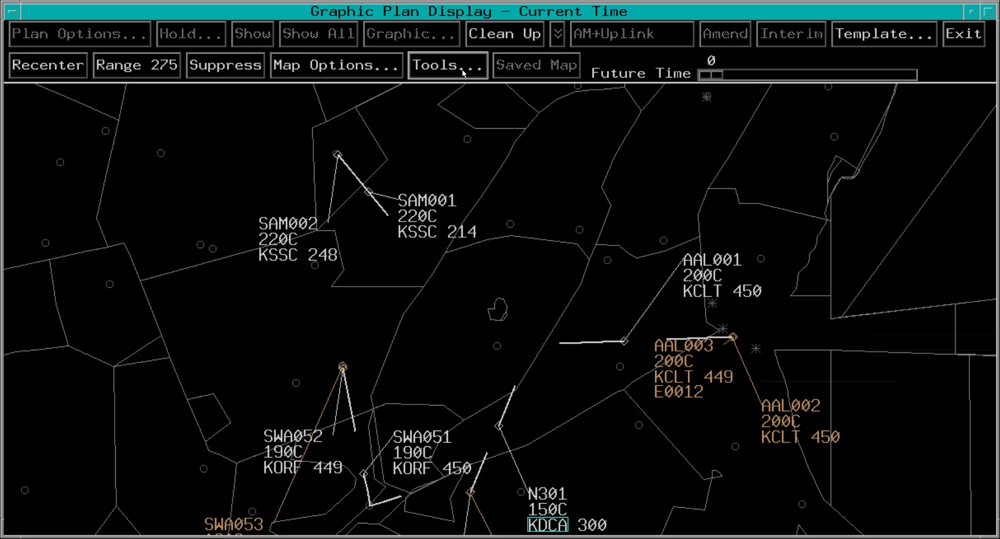 Graphic Plan Display - Current Time
Plan Options... Hold... Show Show All Graphic... Clean Up AM+Uplink Amend Interim Template... Exit
Recenter Range 275 Suppress Map Options... Tools... Saved Map Future Time 0
SAM001
220C
KSSC 214
SAM002
220C
KSSC 248
AAL001
200C
KCLT 450
AAL003
200C
KCLT 449
E0012
AAL002
200C
KCLT 450
SWA052
190C
KORF 449
SWA051
190C
KORF 450
N301
150C
KDCA 300
SWA053